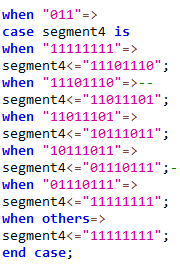 when "011"=>
case segment4 is
when "11111111"=>
segment4<="11101110";
when "11101110"=>--
segment4<="11011101";
when "11011101"=>
segment4<="10111011";
when "10111011"=>
segment4<="01110111";-
when "01110111"=>
segment4<="11111111";
when others=>
segment4<="11111111";
end case;